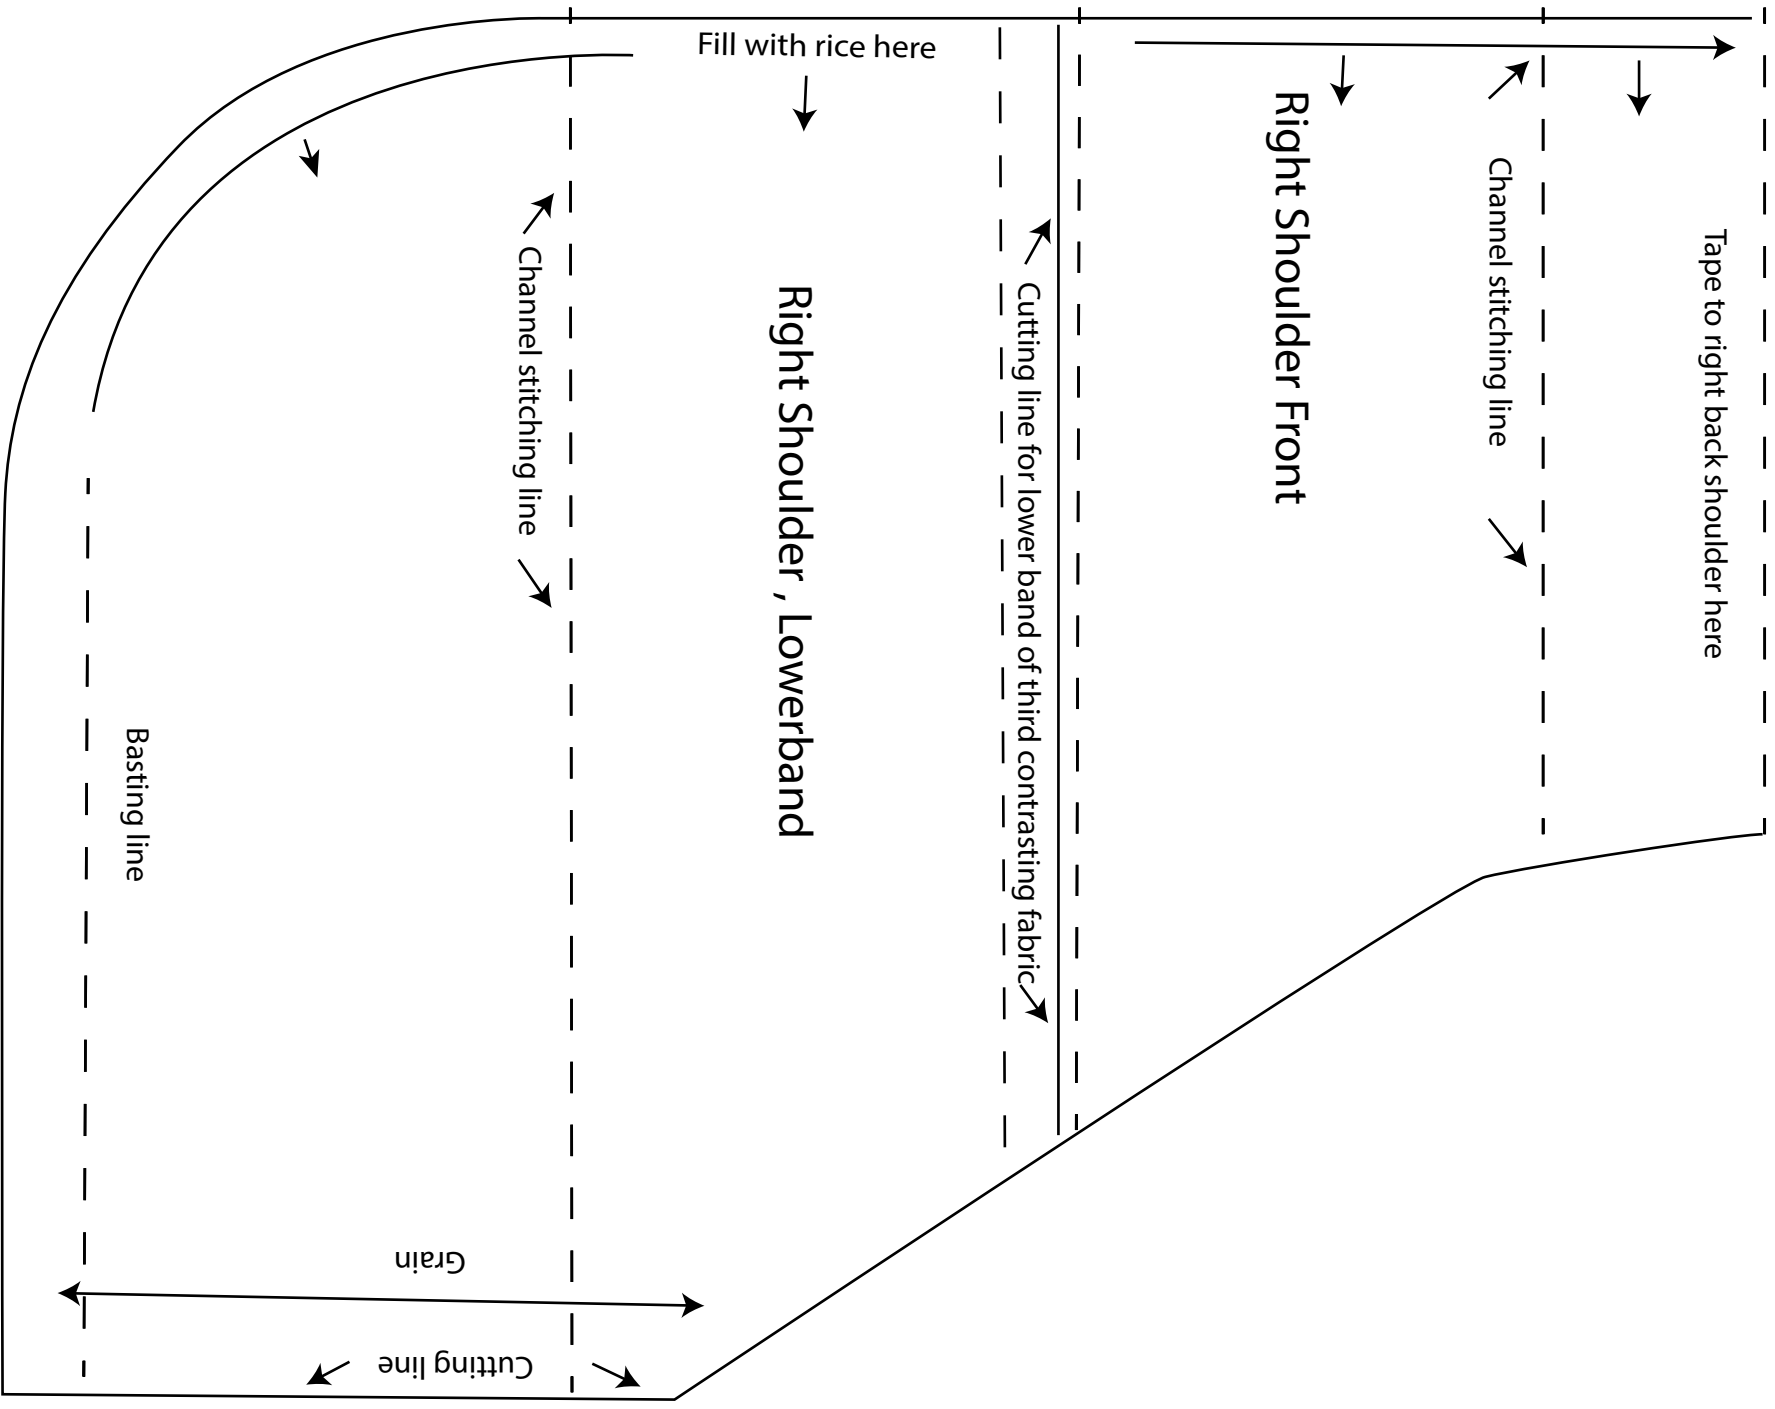 Fill with rice here
Tape to right back shoulder here
Channel stitching line
Right Shoulder Front
Cutting line for lower band of third contrasting fabric
Right Shoulder , Lowerband
Channel stitching line
Basting line
Grain
Cutting line